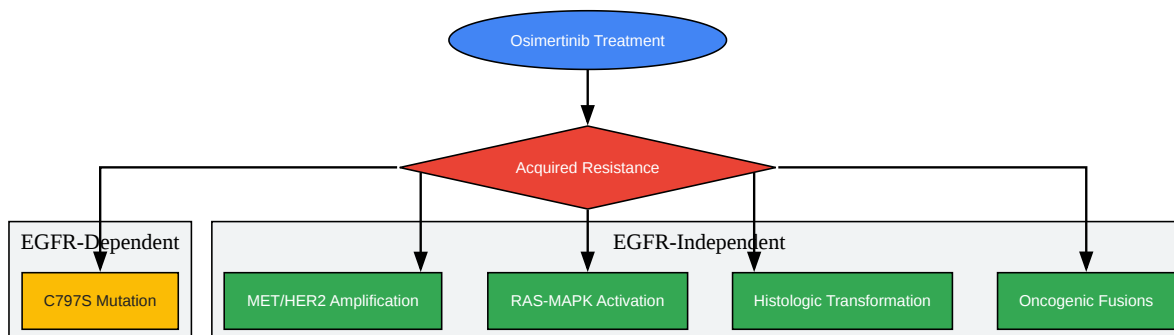 Osimertinib Treatment
Acquired Resistance
EGFR-Dependent
EGFR-Independent
C797S Mutation
MET/HER2 Amplification
RAS-MAPK Activation
Histologic Transformation
Oncogenic Fusions